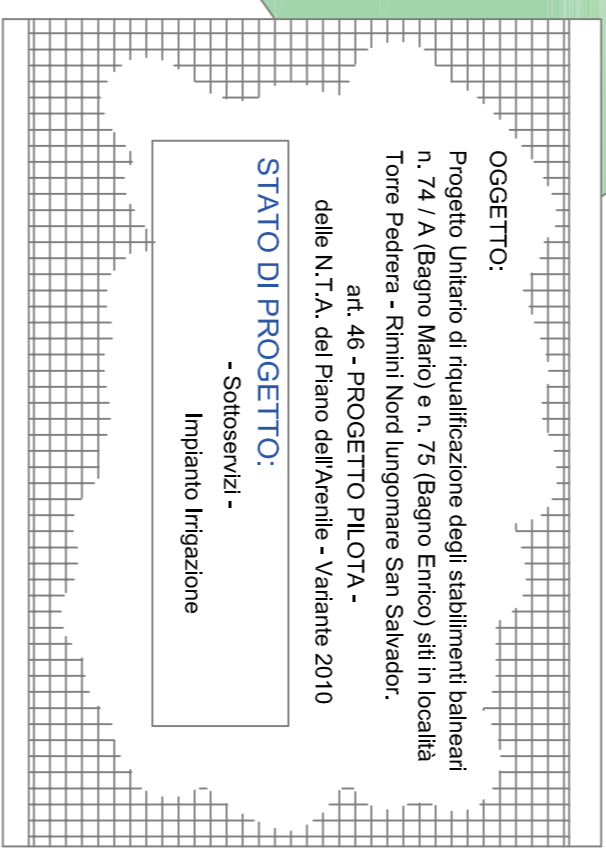 OGGETTO:
Progetto Unitario di riqualificazione degli stabilimenti balneari
n. 74 / A (Bagno Mario) e n. 75 (Bagno Enrico) siti in località
Torre Pedrera - Rimini Nord lungomare San Salvador.
art. 46 - PROGETTO PILOTA -
delle N.T.A. del Piano dell'Arenile - Variante 2010
STATO DI PROGETTO:
- Sottoservizi -
Impianto Irrigazione